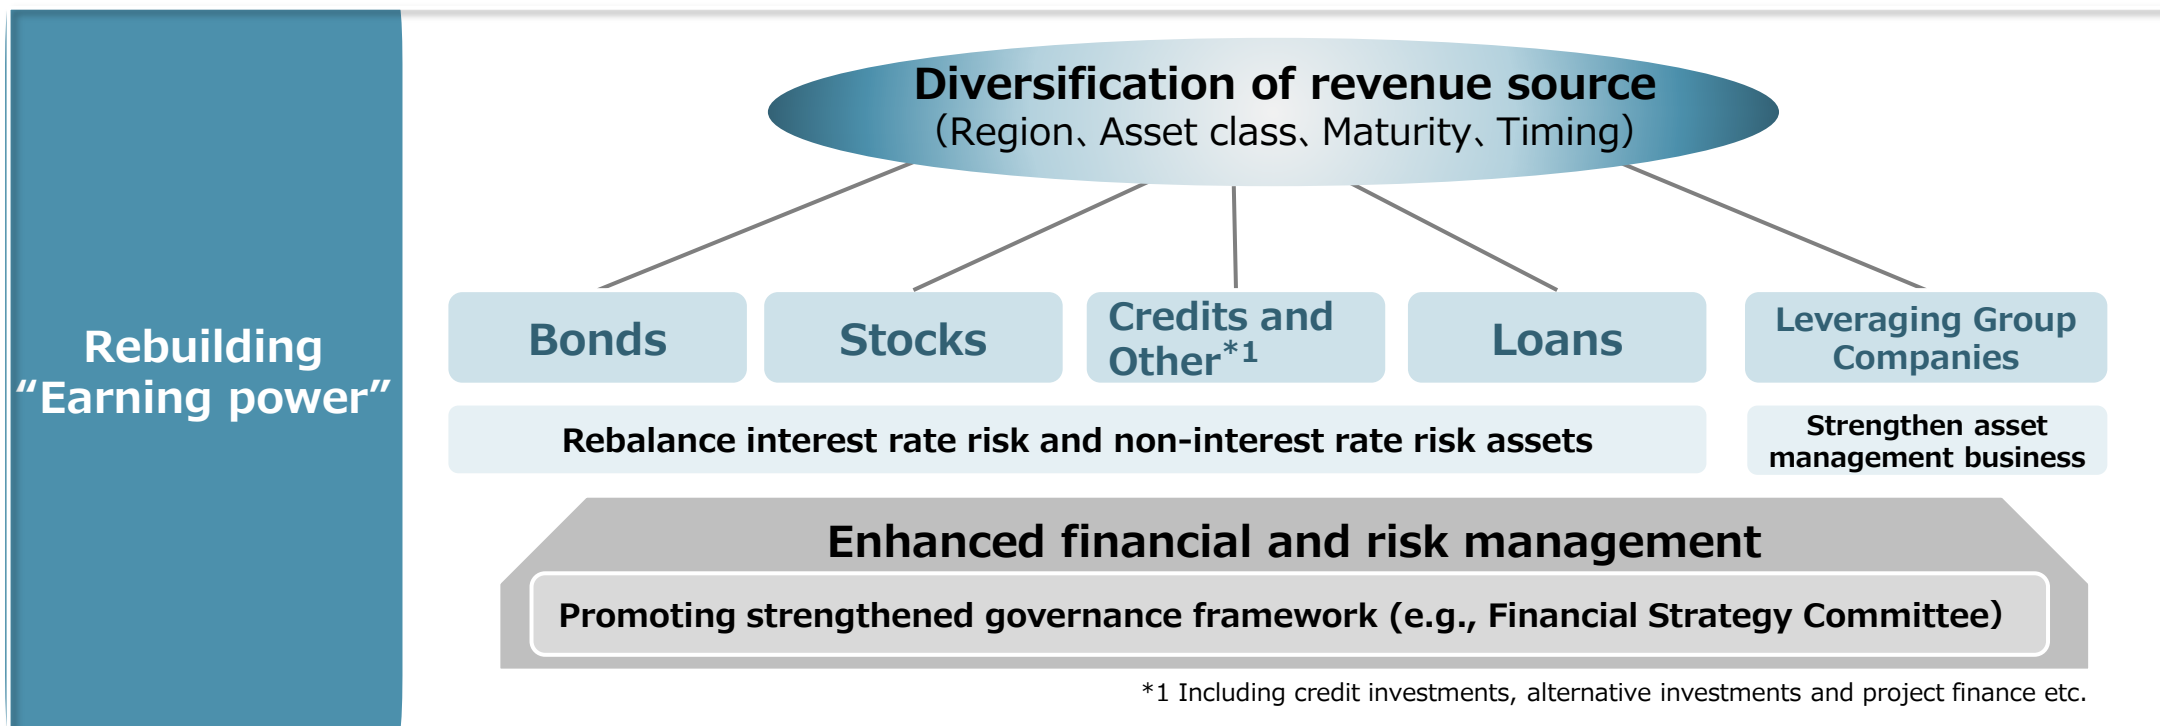 Rebuilding
“Earning power”
Diversification of revenue source
（Region、Asset class、Maturity、Timing）
Bonds
Stocks
Credits and
Other*1
Loans
Leveraging Group
Companies
Rebalance interest rate risk and non-interest rate risk assets
Strengthen asset
management business
Enhanced financial and risk management
Promoting strengthened governance framework (e.g., Financial Strategy Committee）
*1 Including credit investments, alternative investments and project finance etc.